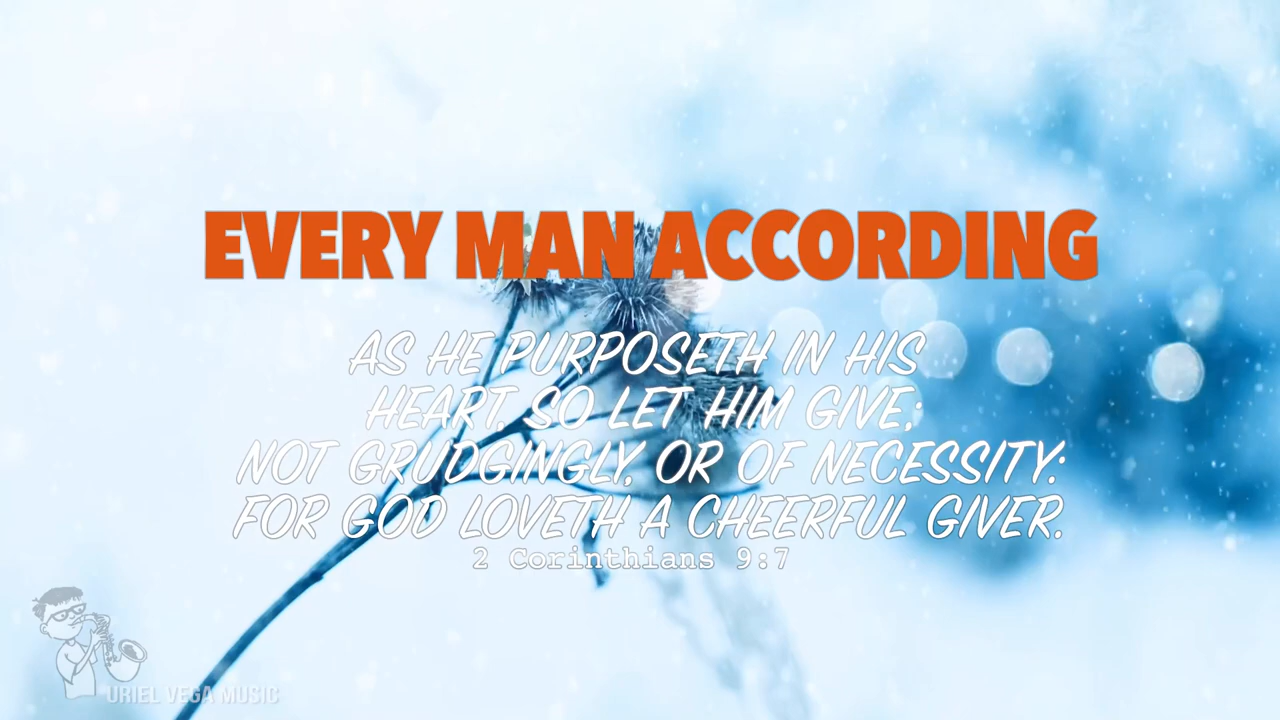 EVERY MAN ACCORDING
AS HE PURPOSETH IN HIS
HEART, SO LET HIM GIVE;
NOT GRUDGINGLY, OR OF NECESSITY:
FOR GOD LOVETH A CHEERFUL GIVER.
2 Corinthians 9:7
URIEL VEGA MUSIC